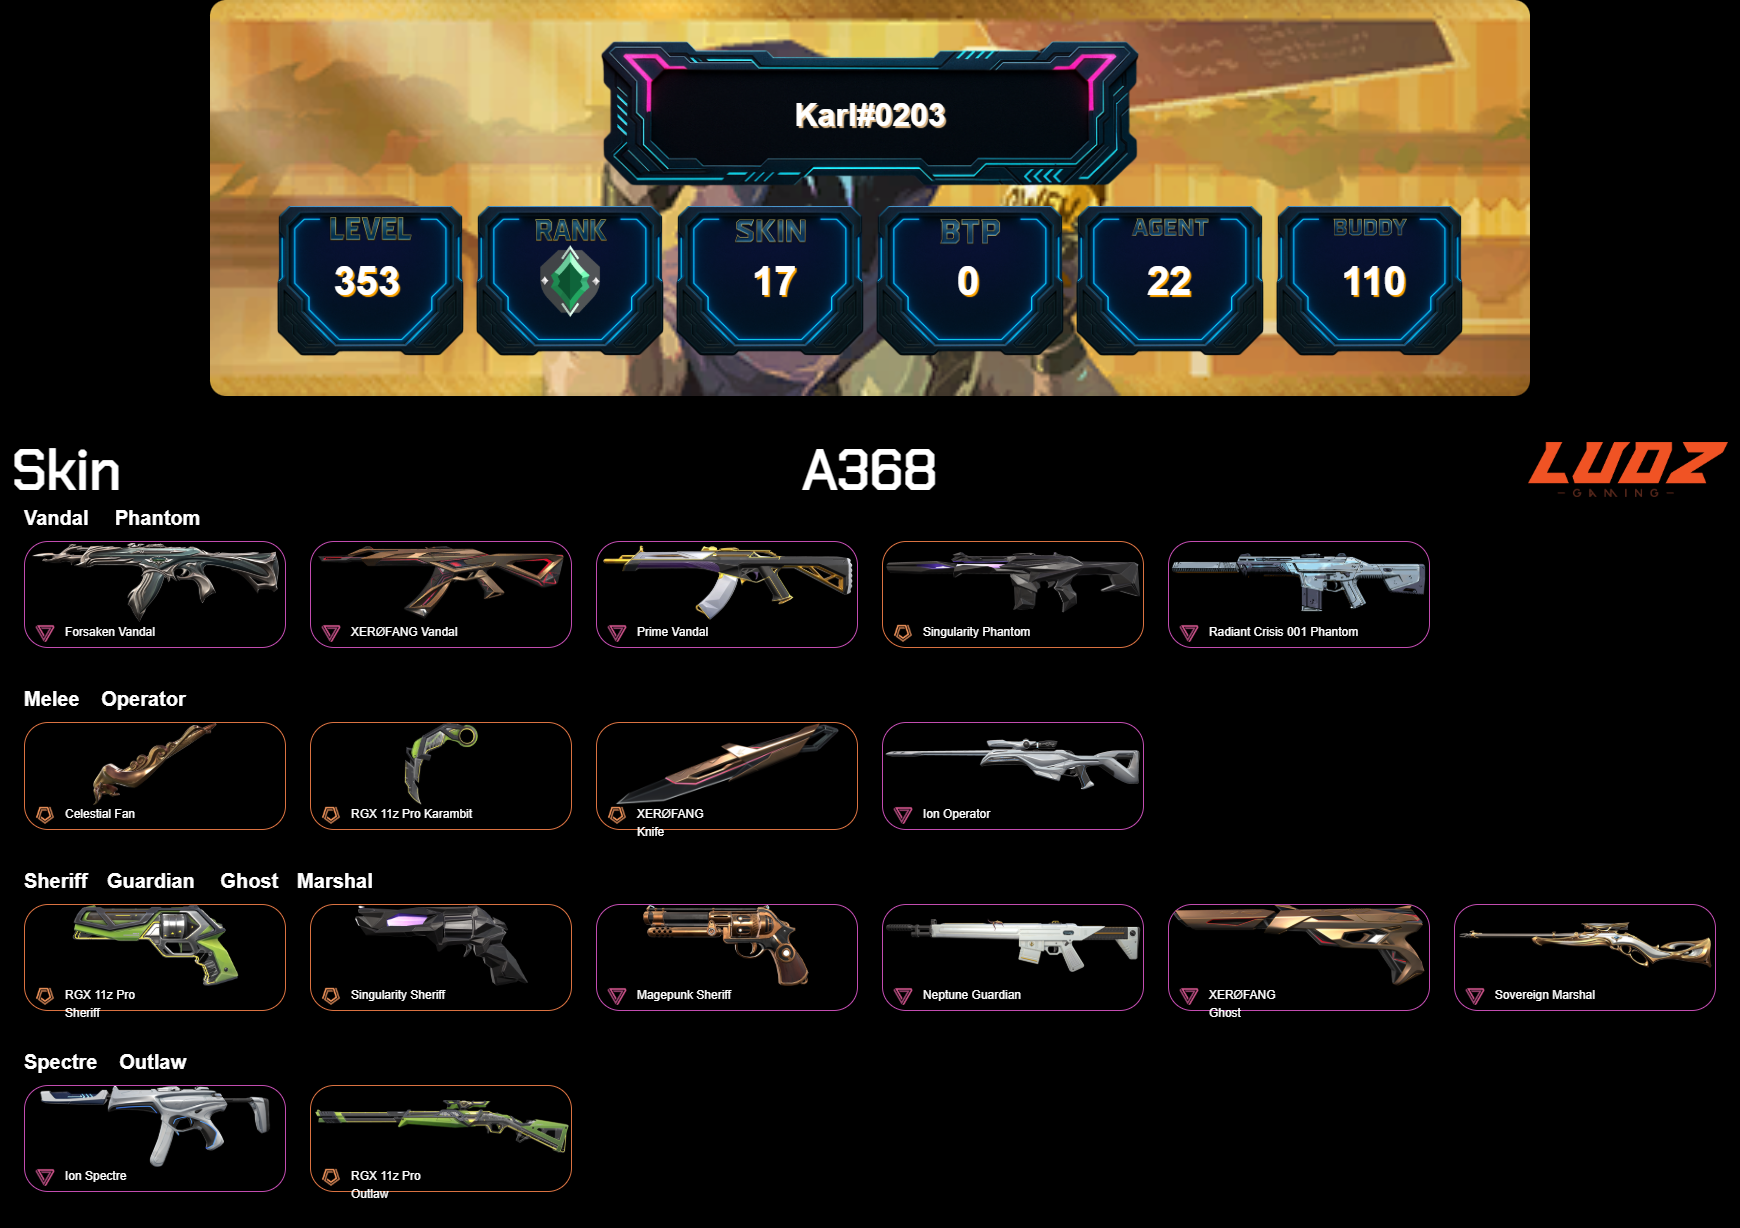 Karl#0203
LEVEL
353
RANK
SKIN
17
BTP
0
AGENT
22
BUDDY
110
Skin
A368
LUDZ
GAMING
Vandal Phantom
Forsaken Vandal
XERØFANG Vandal
Prime Vandal
Singularity Phantom
Radiant Crisis 001 Phantom
Melee Operator
Celestial Fan
RGX 11z Pro Karambit
XERØFANG
Knife
Ion Operator
Sheriff Guardian Ghost Marshal
RGX 11z Pro
Sheriff
Singularity Sheriff
Magepunk Sheriff
Neptune Guardian
XERØFANG
Ghost
Sovereign Marshal
Spectre Outlaw
Ion Spectre
RGX 11z Pro
Outlaw